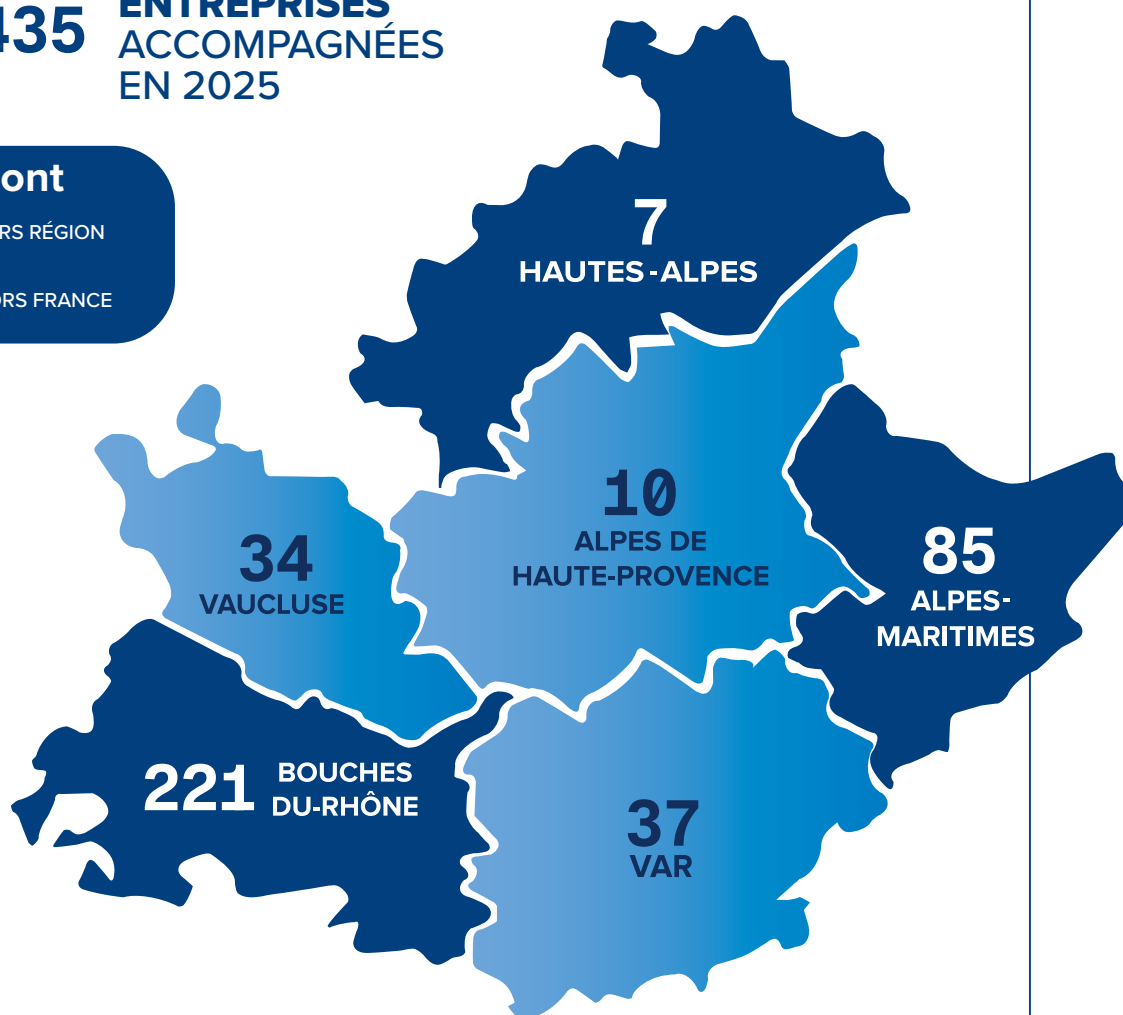 435 ENTREPRISES
ACCOMPAGNÉES
EN 2025
ont
RS RÉGION
RS FRANCE
7
HAUTES-ALPES
10
ALPES DE
HAUTE-PROVENCE
34
VAUCLUSE
85
ALPES-
MARITIMES
221 BOUCHES
DU-RHÔNE
37
VAR